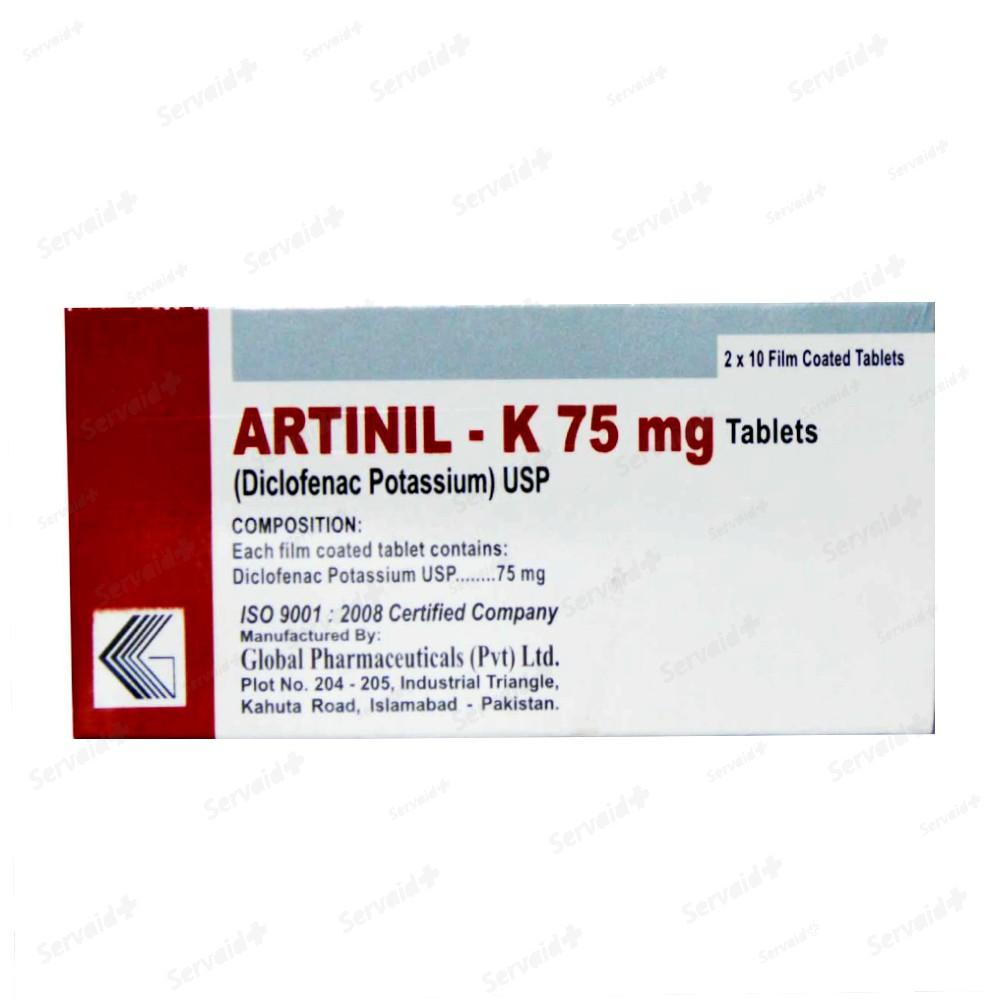 2 x 10 Film Coated Tablets
ARTINIL - K 75 mg Tablets
(Diclofenac Potassium) USP
COMPOSITION:
Each film coated tablet contains:
Diclofenac Potassium USP........75 mg
ISO 9001 : 2008 Certified Company
Manufactured By:
Global Pharmaceuticals (Pvt) Ltd.
Plot No. 204 - 205, Industrial Triangle,
Kahuta Road, Islamabad - Pakistan.
Servaid